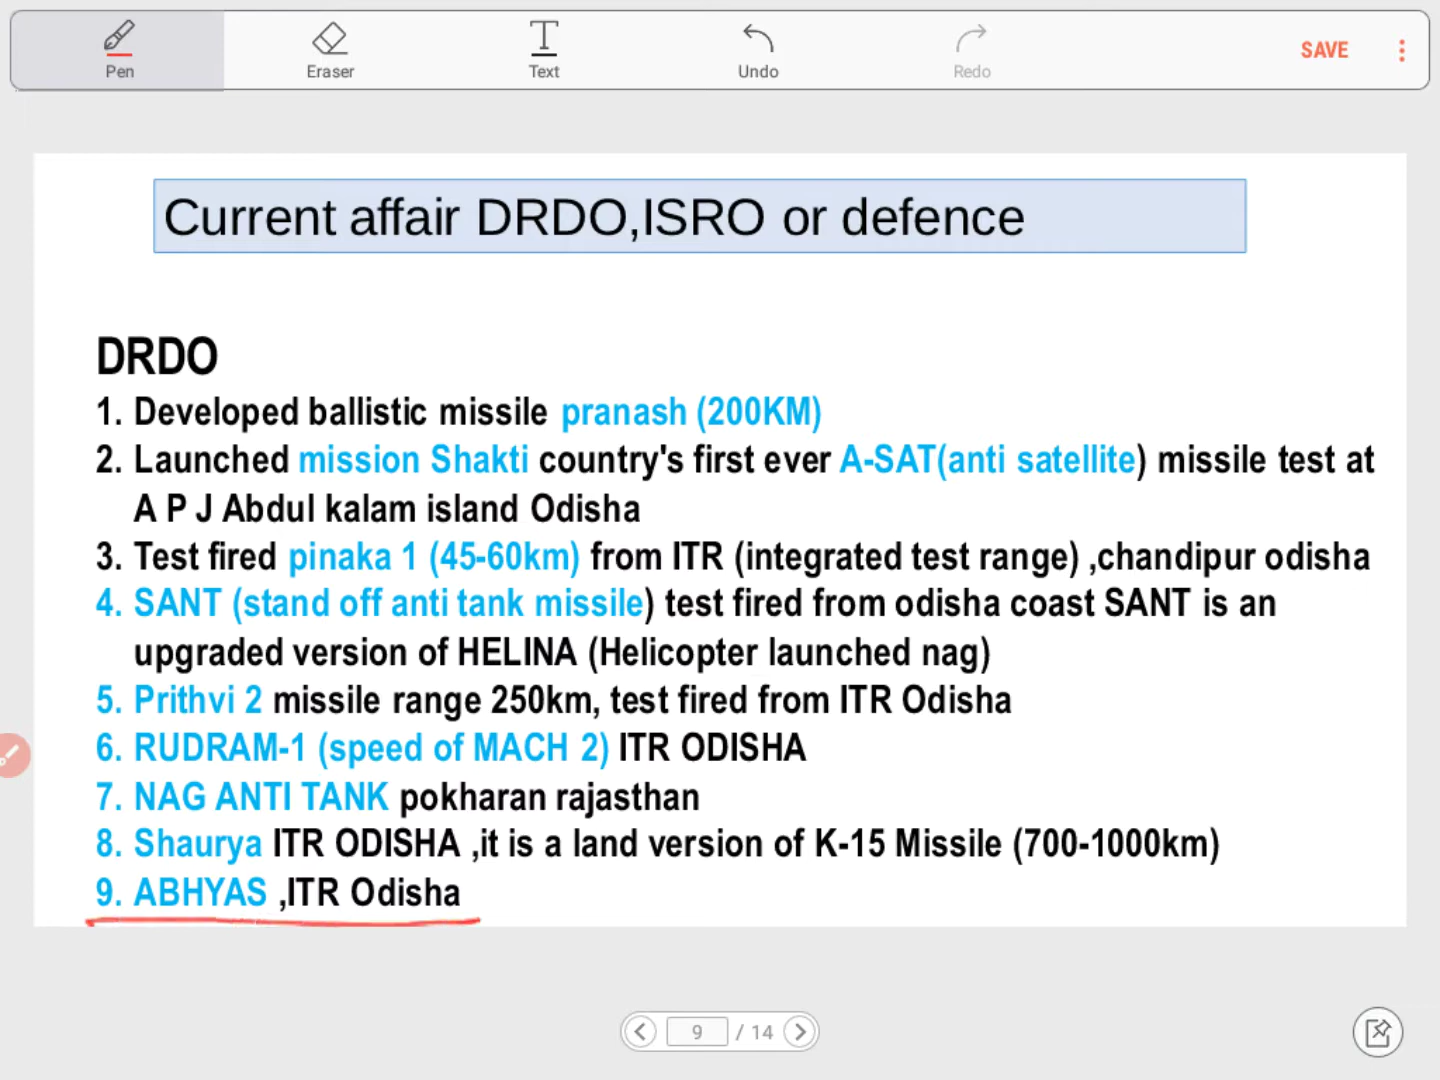 Pen
Eraser
Text
Undo
Redo
SAVE
Current affair DRDO,ISRO or defence
DRDO
1. Developed ballistic missile pranash (200KM)
2. Launched mission Shakti country's first ever A-SAT(anti satellite) missile test at
A P J Abdul kalam island Odisha
3. Test fired pinaka 1 (45-60km) from ITR (integrated test range) ,chandipur odisha
4. SANT (stand off anti tank missile) test fired from odisha coast SANT is an
upgraded version of HELINA (Helicopter launched nag)
5. Prithvi 2 missile range 250km, test fired from ITR Odisha
6. RUDRAM-1 (speed of MACH 2) ITR ODISHA
7. NAG ANTI TANK pokharan rajasthan
8. Shaurya ITR ODISHA ,it is a land version of K-15 Missile (700-1000km)
9. ABHYAS ,ITR Odisha
9 / 14